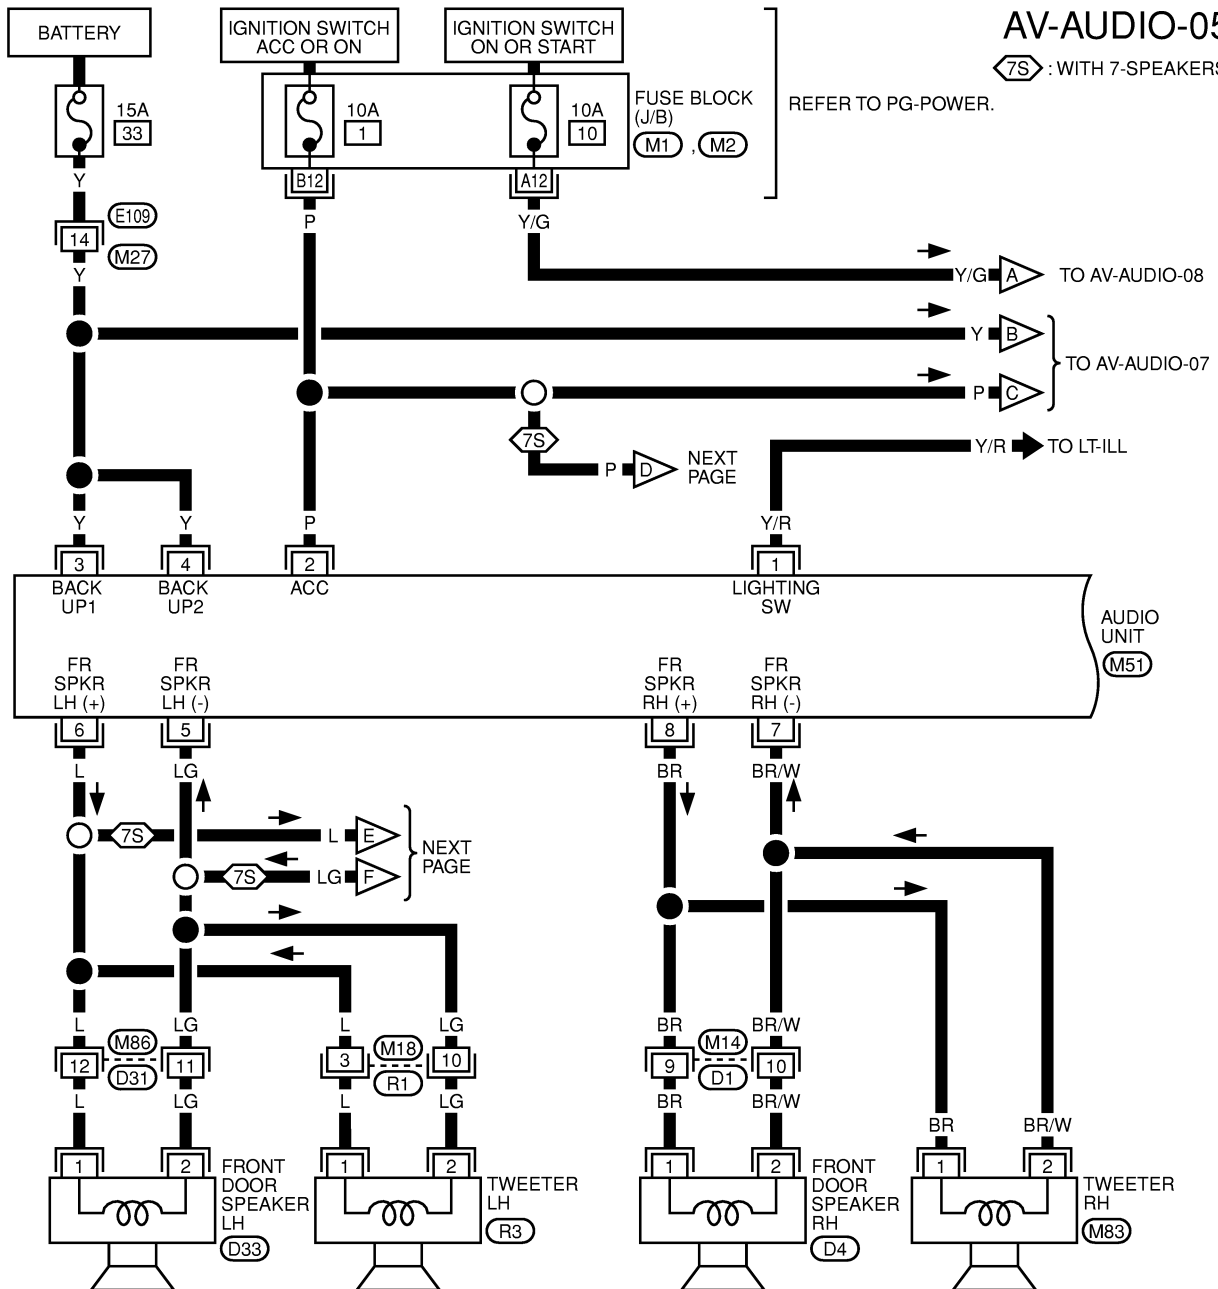 AV-AUDIO-05
7S : WITH 7-SPEAKERS
BATTERY
IGNITION SWITCH
ACC OR ON
IGNITION SWITCH
ON OR START
15A
33
10A
1
10A
10
FUSE BLOCK
(J/B)
M1 , M2
REFER TO PG-POWER.
B12
A12
Y
P
Y/G
E109
14
M27
Y
Y/G A TO AV-AUDIO-08
Y B
TO AV-AUDIO-07
P C
7S
P D NEXT
PAGE
Y/R TO LT-ILL
Y
Y
P
Y/R
3
4
2
1
BACK
UP1
BACK
UP2
ACC
LIGHTING
SW
AUDIO
UNIT
M51
FR
SPKR
LH (+)
FR
SPKR
LH (-)
FR
SPKR
RH (+)
FR
SPKR
RH (-)
6
5
8
7
L
LG
BR
BR/W
7S
L E
7S
LG F
NEXT
PAGE
L
LG
L
LG
BR
BR/W
12
M86
D31
11
3
M18
R1
10
9
M14
D1
10
L
LG
L
LG
BR
BR/W
BR
BR/W
1
2
1
2
1
2
1
2
FRONT
DOOR
SPEAKER
LH
D33
TWEETER
LH
R3
FRONT
DOOR
SPEAKER
RH
D4
TWEETER
RH
M83